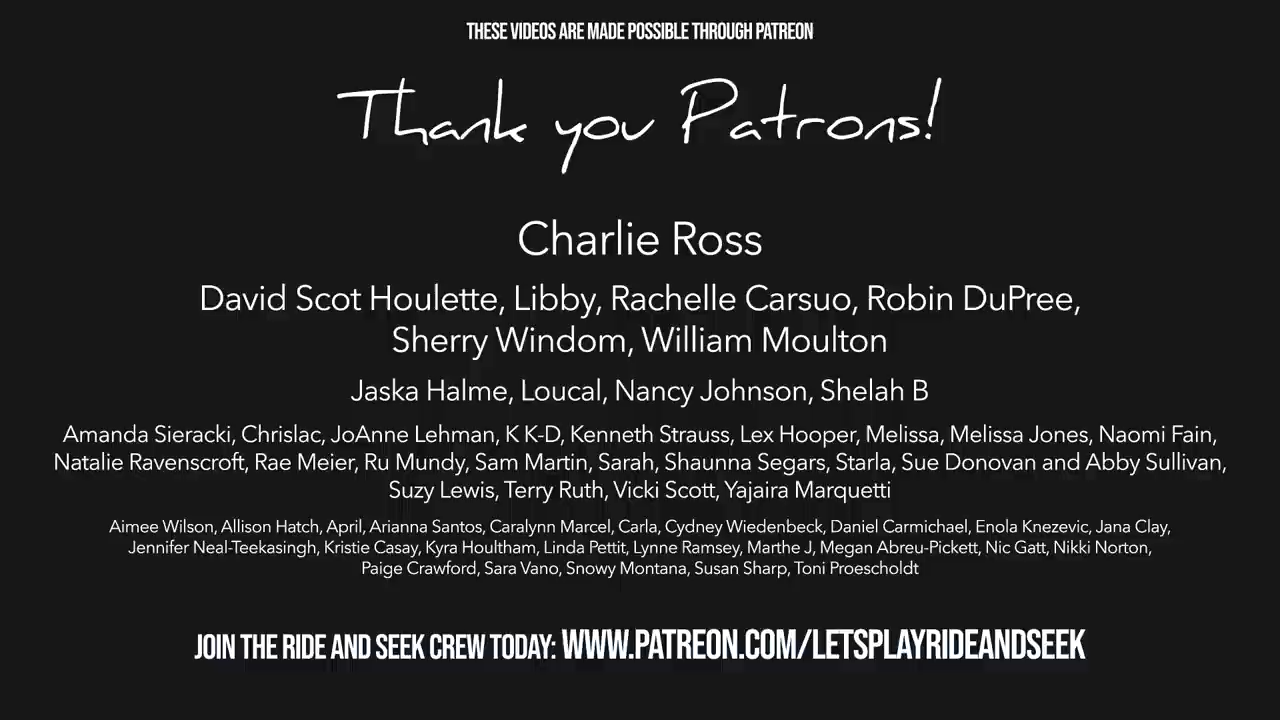 THESE VIDEOS ARE MADE POSSIBLE THROUGH PATREON
Thank you Patrons!
Charlie Ross
David Scot Houlette, Libby, Rachelle Carsuo, Robin DuPree,
Sherry Windom, William Moulton
Jaska Halme, Loucal, Nancy Johnson, Shelah B
Amanda Sieracki, Chrislac, JoAnne Lehman, K K-D, Kenneth Strauss, Lex Hooper, Melissa, Melissa Jones, Naomi Fain,
Natalie Ravenscroft, Rae Meier, Ru Mundy, Sam Martin, Sarah, Shaunna Segars, Starla, Sue Donovan and Abby Sullivan,
Suzy Lewis, Terry Ruth, Vicki Scott, Yajaira Marquetti
Aimee Wilson, Allison Hatch, April, Arianna Santos, Caralynn Marcel, Carla, Cydney Wiedenbeck, Daniel Carmichael, Enola Knezevic, Jana Clay,
Jennifer Neal-Teekasingh, Kristie Casay, Kyra Houltham, Linda Pettit, Lynne Ramsey, Marthe J, Megan Abreu-Pickett, Nic Gatt, Nikki Norton,
Paige Crawford, Sara Vano, Snowy Montana, Susan Sharp, Toni Proescholdt
JOIN THE RIDE AND SEEK CREW TODAY: WWW.PATREON.COM/LETSPLAYRIDEANDSEEK